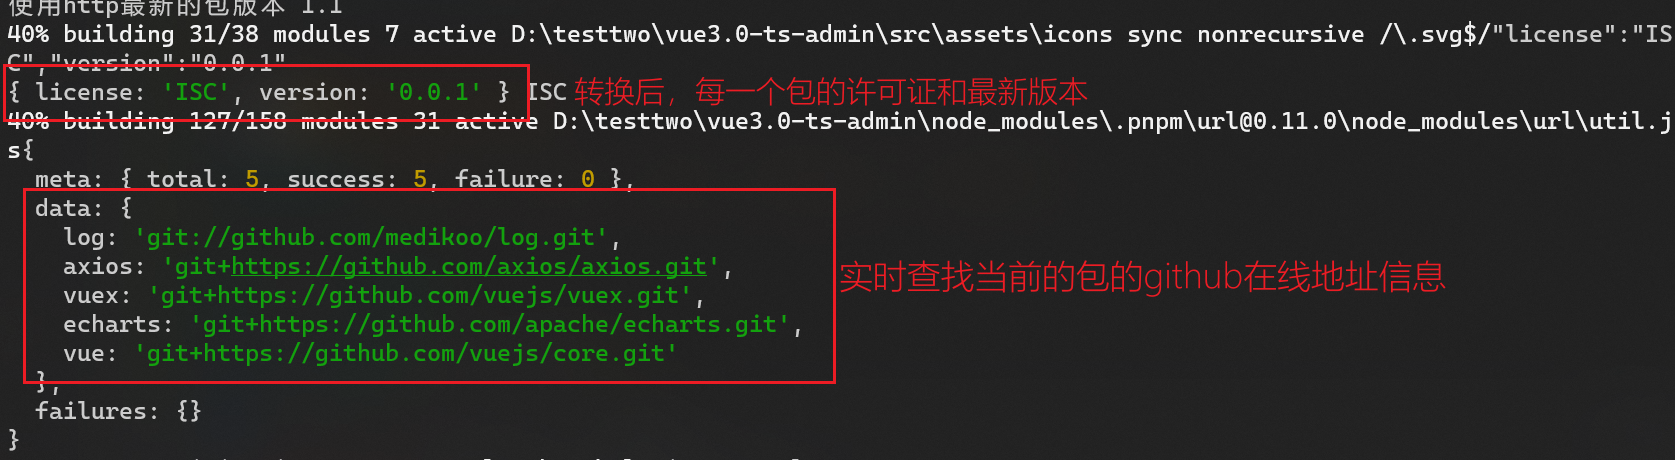 使用http最新的包版本 1.1
40% building 31/38 modules 7 active D:\testtwo\vue3.0-ts-admin\src\assets\icons sync nonrecursive /\.svg$/"license":"IS
C","version":"0.0.1"
{ license: 'ISC', version: '0.0.1' } ISC 转换后，每一个包的许可证和最新版本
40% building 127/158 modules 31 active D:\testtwo\vue3.0-ts-admin\node_modules\.pnpm\url@0.11.0\node_modules\url\util.j
s{
meta: { total: 5, success: 5, failure: 0 },
data: {
log: 'git://github.com/medikoo/log.git',
axios: 'git+https://github.com/axios/axios.git',
vuex: 'git+https://github.com/vuejs/vuex.git',
echarts: 'git+https://github.com/apache/echarts.git',
vue: 'git+https://github.com/vuejs/core.git'
实时查找当前的包的github在线地址信息
},
failures: {}
}